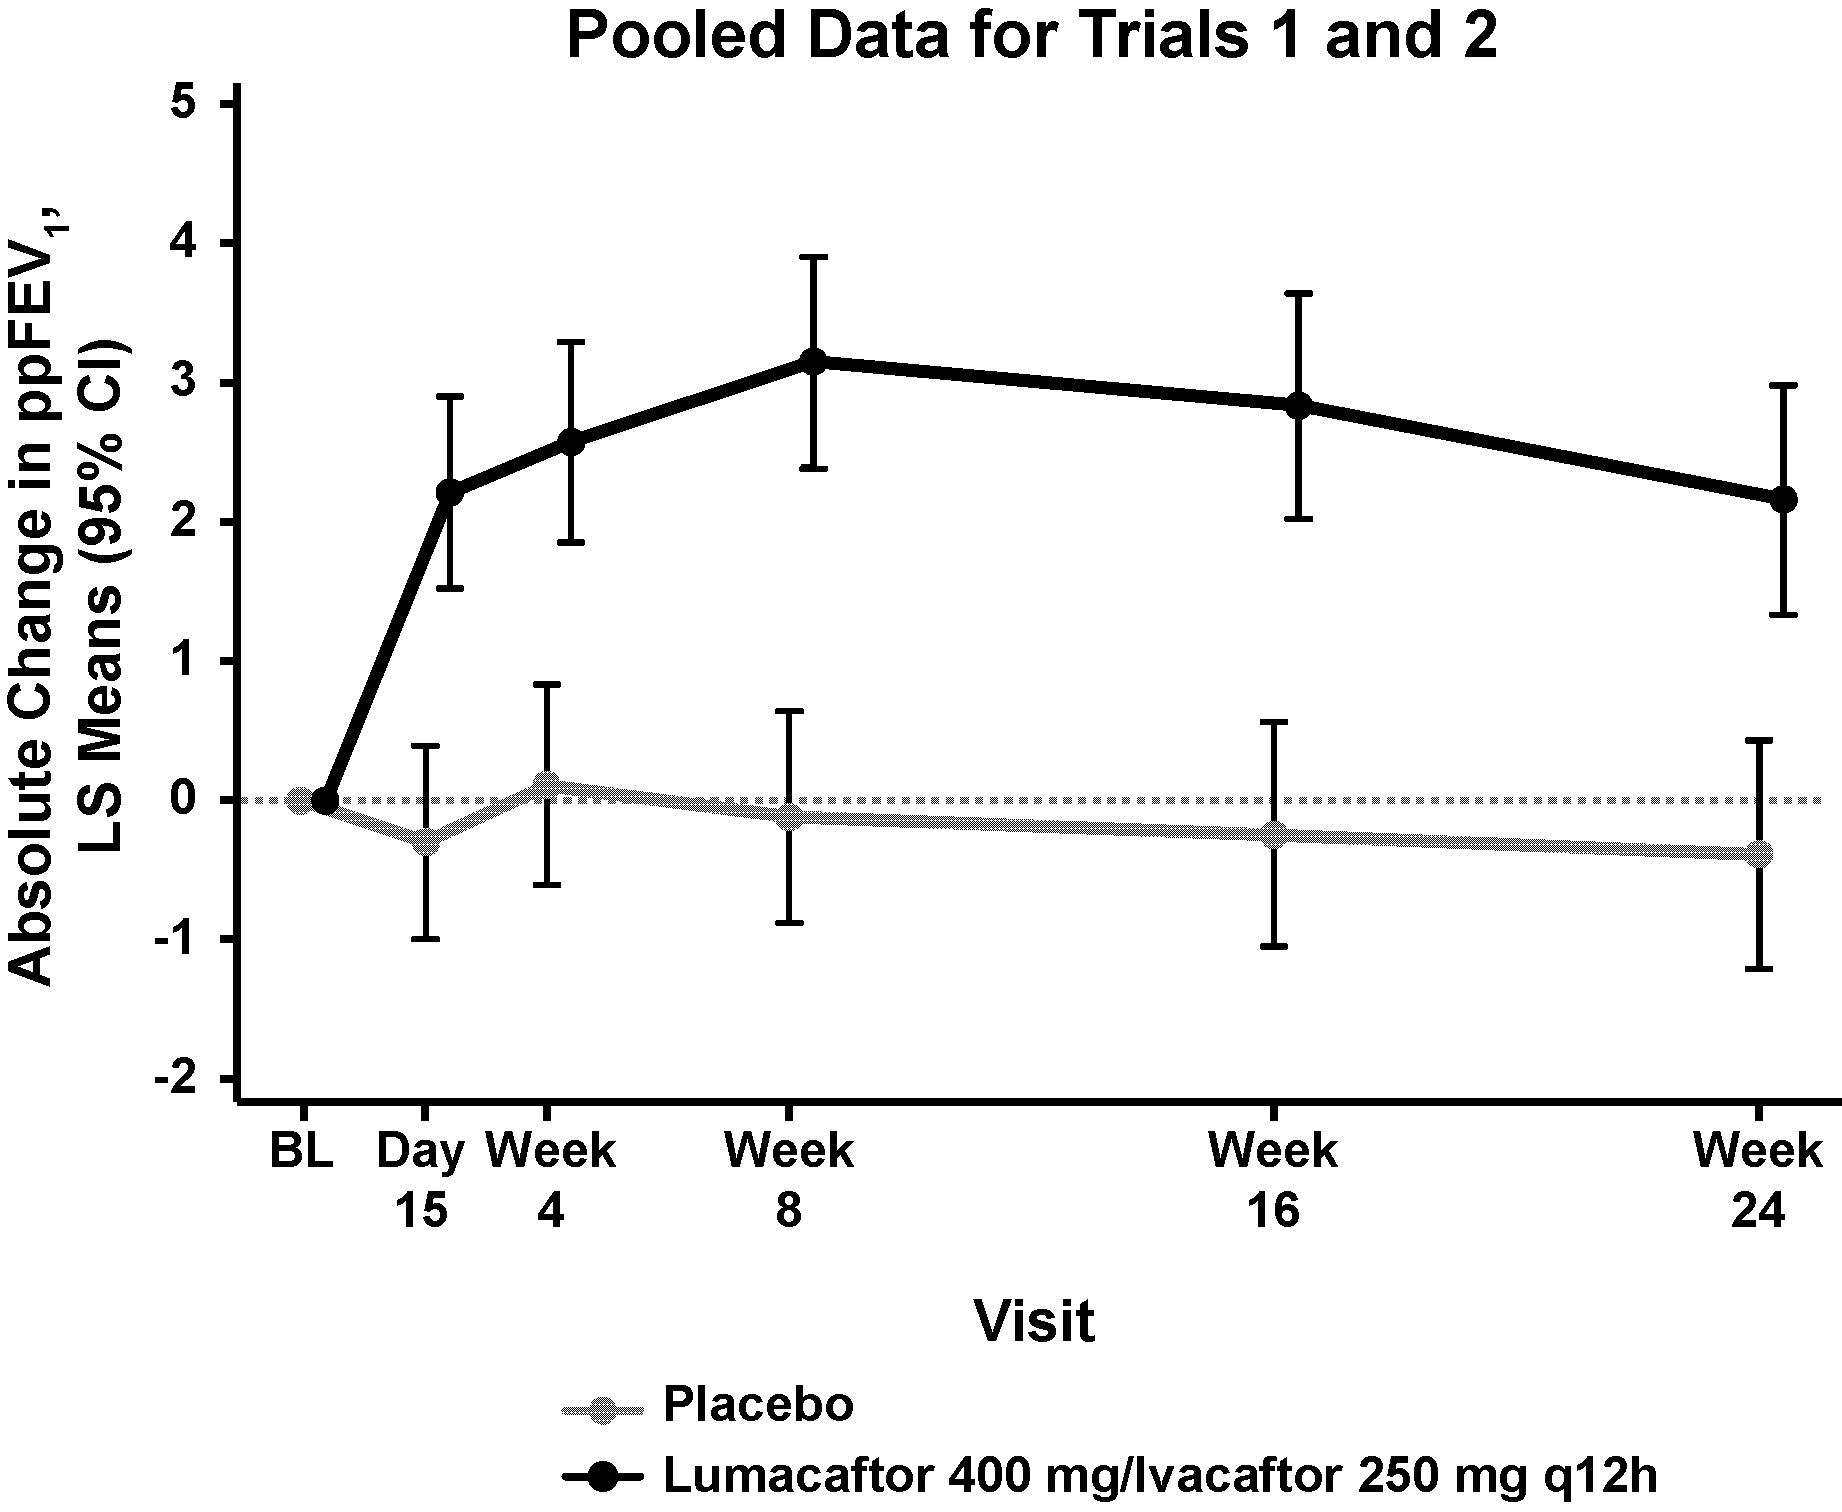 Pooled Data for Trials 1 and 2
Absolute Change in ppFEV1,
LS Means (95% CI)
5
4
3
2
1
0
-1
-2
BL
Day 15
Week 4
Week 8
Week 16
Week 24
Visit
Placebo
Lumacaftor 400 mg/Ivacaftor 250 mg q12h